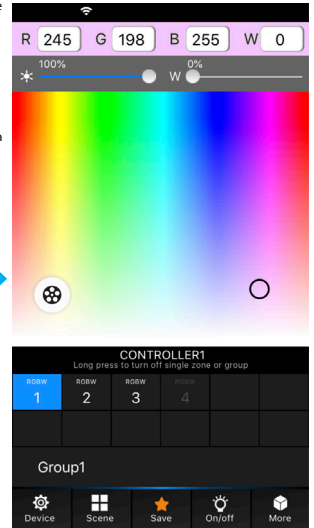 R 245 G 198 B 255 W 0
100% 0%
W
CONTROLLER1
Long press to turn off single zone or group
RGBW RGBW RGBW RGBW
1 2 3 4
Group1
Device Scene Save On/off More